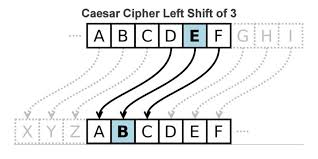 Caesar Cipher Left Shift of 3
A B C D E F G H I
X Y Z A B C D E F